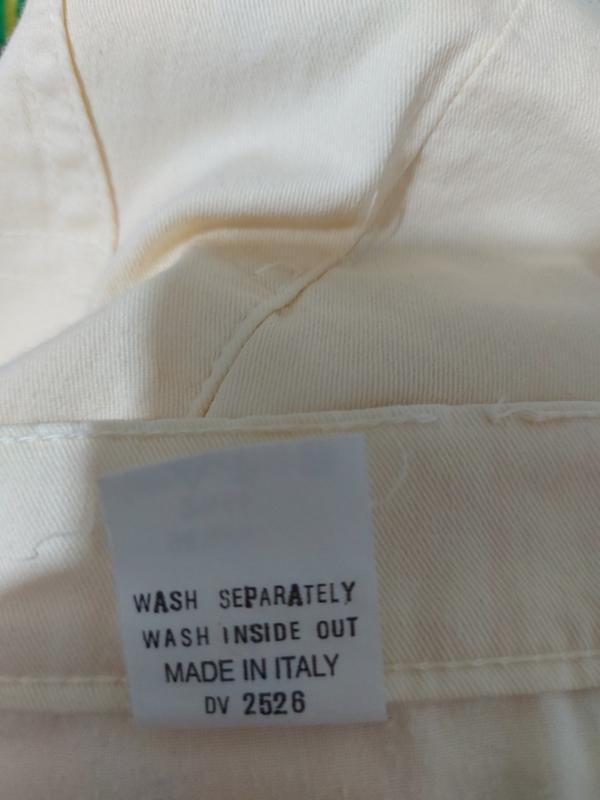 WASH SEPARATELY
WASH INSIDE OUT
MADE IN ITALY
DV 2526